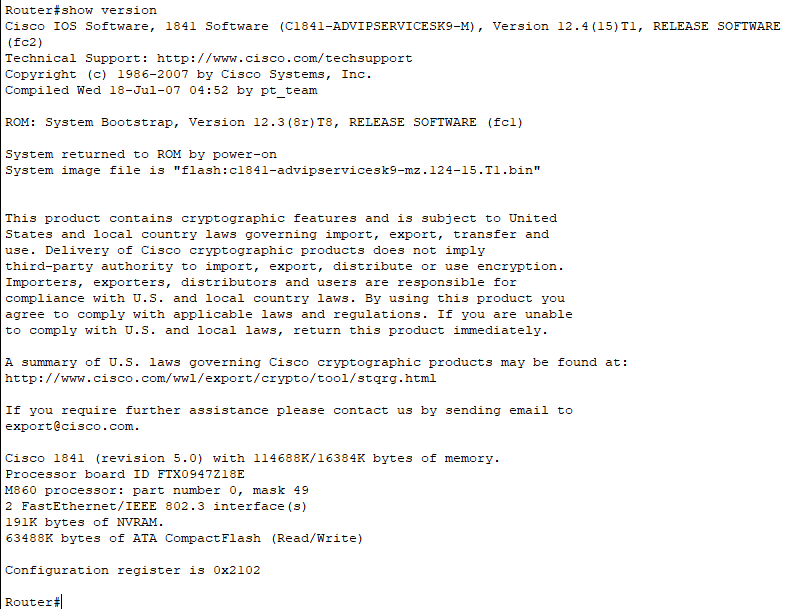 Router#show version
Cisco IOS Software, 1841 Software (C1841-ADVIPSERVICESK9-M), Version 12.4(15)T1, RELEASE SOFTWARE
(fc2)
Technical Support: http://www.cisco.com/techsupport
Copyright (c) 1986-2007 by Cisco Systems, Inc.
Compiled Wed 18-Jul-07 04:52 by pt_team
ROM: System Bootstrap, Version 12.3(8r)T8, RELEASE SOFTWARE (fc1)
System returned to ROM by power-on
System image file is "flash:c1841-advipservicesk9-mz.124-15.T1.bin"
This product contains cryptographic features and is subject to United
States and local country laws governing import, export, transfer and
use. Delivery of Cisco cryptographic products does not imply
third-party authority to import, export, distribute or use encryption.
Importers, exporters, distributors and users are responsible for
compliance with U.S. and local country laws. By using this product you
agree to comply with applicable laws and regulations. If you are unable
to comply with U.S. and local laws, return this product immediately.
A summary of U.S. laws governing Cisco cryptographic products may be found at:
http://www.cisco.com/wwl/export/crypto/tool/stqrg.html
If you require further assistance please contact us by sending email to
export@cisco.com.
Cisco 1841 (revision 5.0) with 114688K/16384K bytes of memory.
Processor board ID FTX0947Z18E
M860 processor: part number 0, mask 49
2 FastEthernet/IEEE 802.3 interface(s)
191K bytes of NVRAM.
63488K bytes of ATA CompactFlash (Read/Write)
Configuration register is 0x2102
Router#